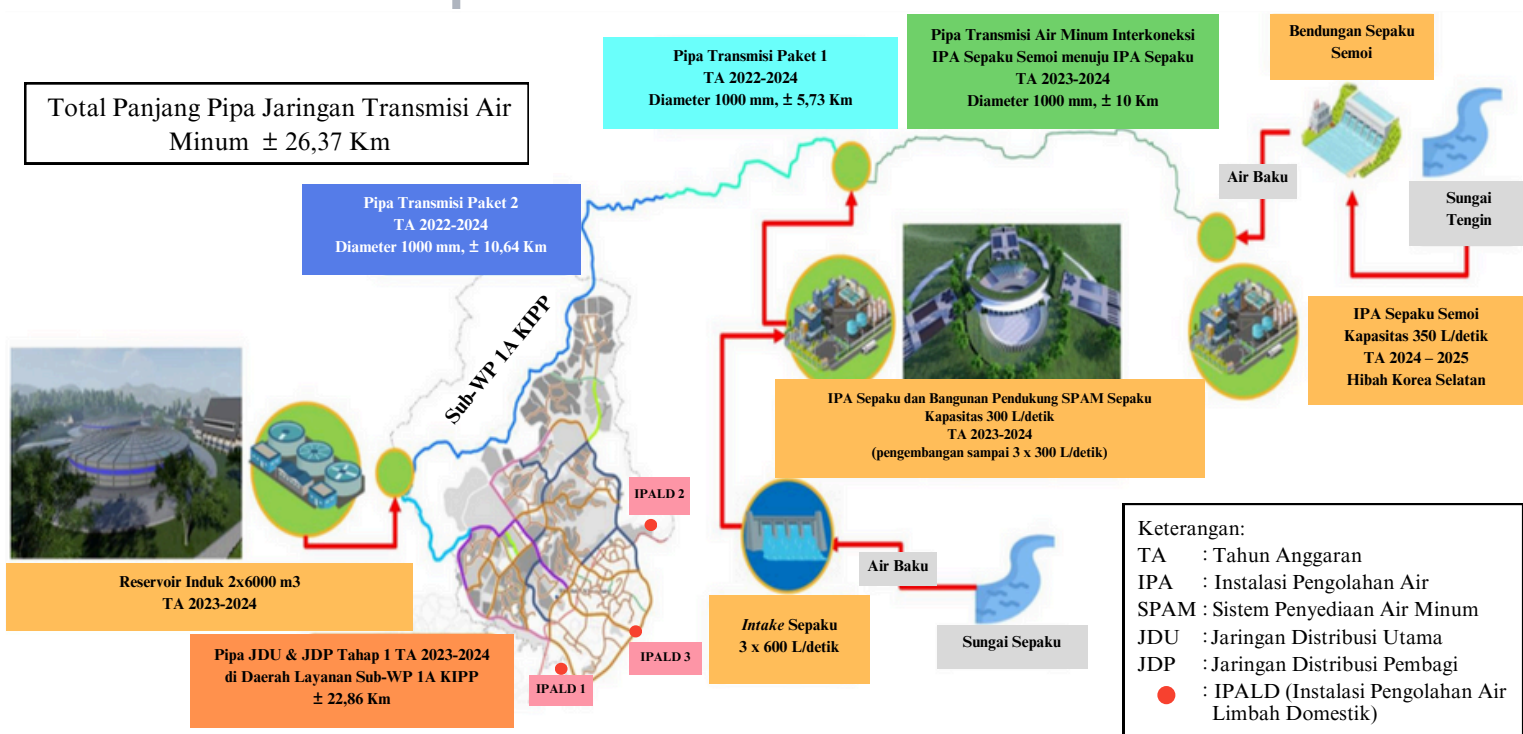 Total Panjang Pipa Jaringan Transmisi Air
Minum ± 26,37 Km
Pipa Transmisi Paket 1
TA 2022-2024
Diameter 1000 mm, ± 5,73 Km
Pipa Transmisi Air Minum Interkoneksi
IPA Sepaku Semoi menuju IPA Sepaku
TA 2023-2024
Diameter 1000 mm, ± 10 Km
Bendungan Sepaku
Semoi
Air Baku
Sungai
Tengin
Pipa Transmisi Paket 2
TA 2022-2024
Diameter 1000 mm, ± 10,64 Km
Sub-WP 1A KIPP
IPA Sepaku Semoi
Kapasitas 350 L/detik
TA 2024 – 2025
Hibah Korea Selatan
IPA Sepaku dan Bangunan Pendukung SPAM Sepaku
Kapasitas 300 L/detik
TA 2023-2024
(pengembangan sampai 3 x 300 L/detik)
Reservoir Induk 2x6000 m3
TA 2023-2024
IPALD 2
Air Baku
Intake Sepaku
3 x 600 L/detik
Sungai Sepaku
Pipa JDU & JDP Tahap 1 TA 2023-2024
di Daerah Layanan Sub-WP 1A KIPP
± 22,86 Km
IPALD 3
IPALD 1
Keterangan:
TA : Tahun Anggaran
IPA : Instalasi Pengolahan Air
SPAM : Sistem Penyediaan Air Minum
JDU : Jaringan Distribusi Utama
JDP : Jaringan Distribusi Pembagi
: IPALD (Instalasi Pengolahan Air
Limbah Domestik)